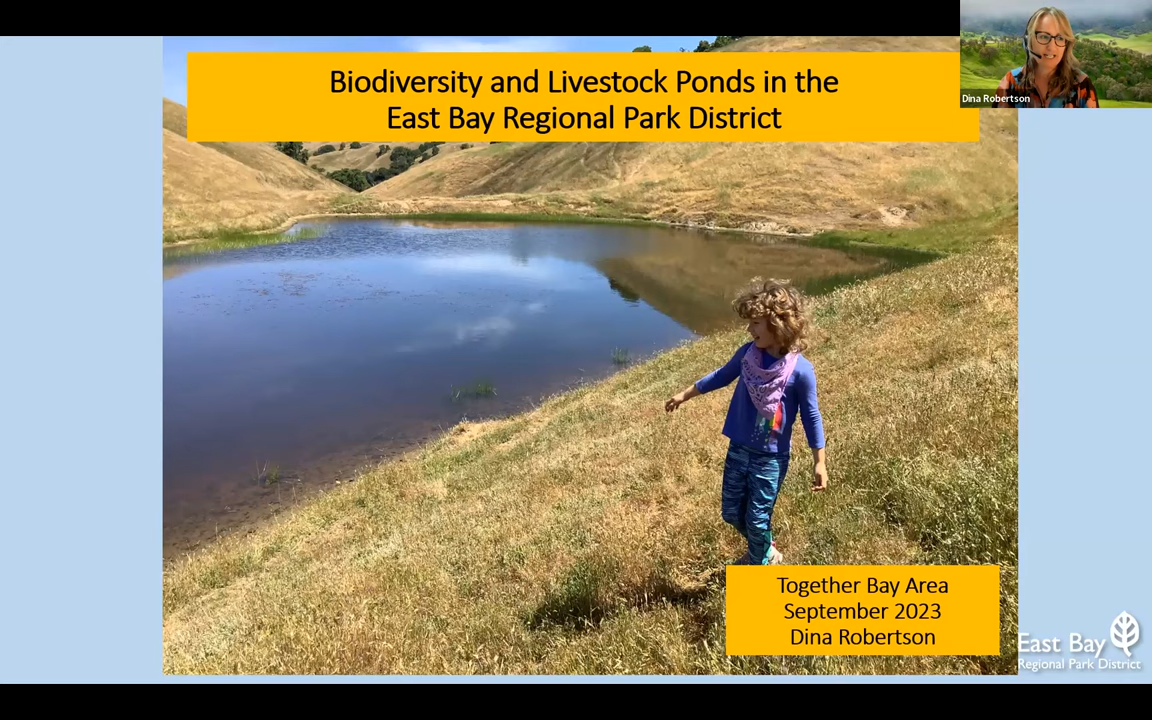 Biodiversity and Livestock Ponds in the
East Bay Regional Park District
Dina Robertson
Together Bay Area
September 2023
Dina Robertson
East Bay
Regional Park District